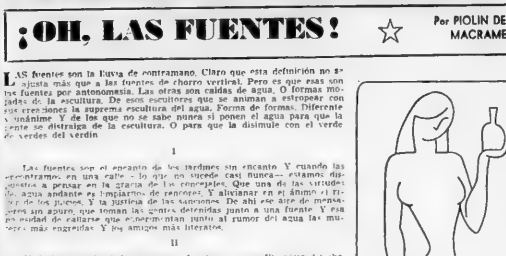 ¡OH, LAS FUENTES!
Por PIOLIN DE
MACRAME
LAS fuentes son la lluvia de contramano. Claro que esta definición no se
ajusta más que a las fuentes de chorro vertical. Pero es que esas son
las fuentes por antonomasia. Las otras son caídas de agua. O formas mo-
jadas de la escultura. De esos escultores que se animan a estropear con
sus creaciones la suprema escultura del agua. Forma de formas. Diferente
y unánime Y de los que no se sabe nunca si ponen el agua para que la
gente se distraiga de la escultura. O para que la disimule con el verde
de verdes del verdín
I
Las fuentes son el encanto de los jardines sin encanto Y cuando las
encontramos en una calle - lo que no sucede casi nunca— estamos dis-
puestos a pensar en la gracia de los concejales. Que una de las virtudes
del agua andante es limpiarnos de rencores. Y alivianar en el ánimo el ri-
gor de los juicios. Y la justicia de las sanciones. De ahí ese aire de mensa-
jeros sin apuro, que toman las gentes detenidas junto a una fuente Y esa
necesidad de callarse que experimentan junto al rumor del agua las mu-
jeres más engreídas Y los amigos más literatos.
II